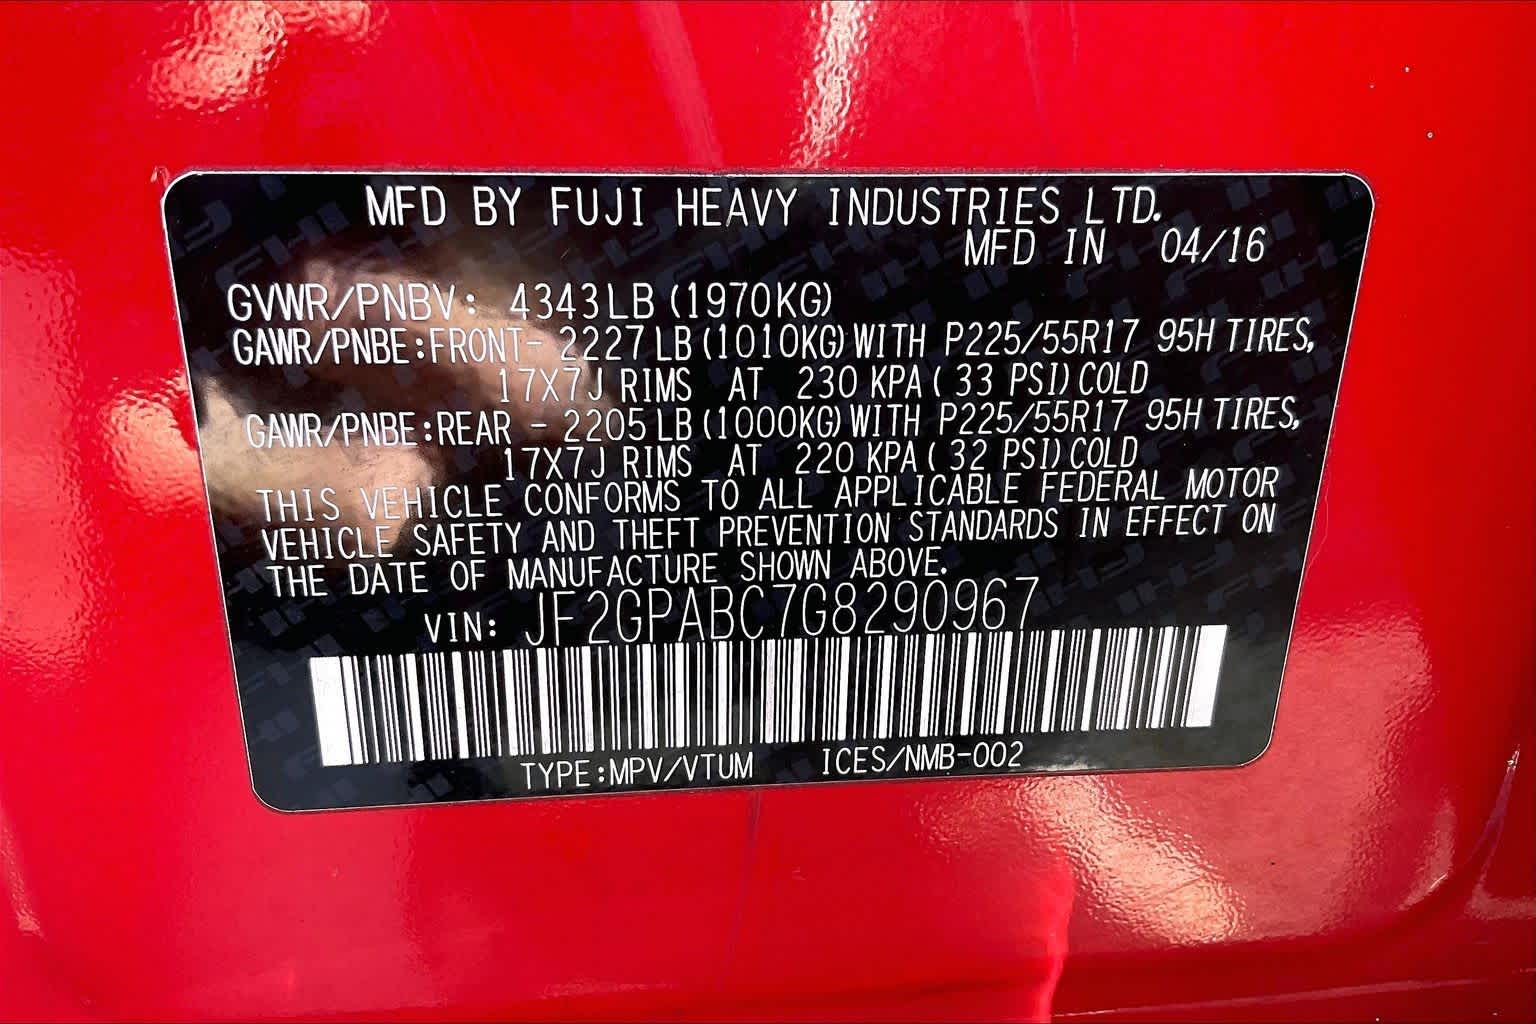 MFD BY FUJI HEAVY INDUSTRIES LTD.
MFD IN 04/16
GVWR/PNBV: 4343LB (1970KG)
GAWR/PNBE:FRONT- 2227LB(1010KG)WITH P225/55R17 95H TIRES,
17X7J RIMS AT 230 KPA( 33 PSI)COLD
GAWR/PNBE:REAR - 2205LB(1000KG)WITH P225/55R17 95H TIRES,
17X7J RIMS AT 220 KPA( 32 PSI)COLD
THIS VEHICLE CONFORMS TO ALL APPLICABLE FEDERAL MOTOR
VEHICLE SAFETY AND THEFT PREVENTION STANDARDS IN EFFECT ON
THE DATE OF MANUFACTURE SHOWN ABOVE.
VIN: JF2GPABC7G8290967
TYPE:MPV/VTUM ICES/NMB-002